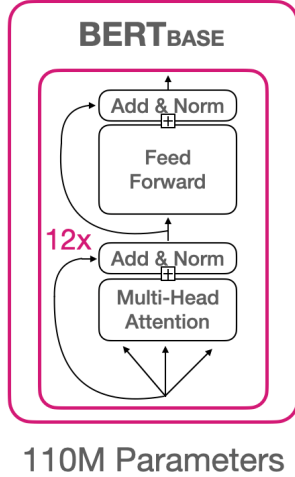 BERTBASE
Add & Norm
Feed
Forward
12x
Add & Norm
Multi-Head
Attention
110M Parameters